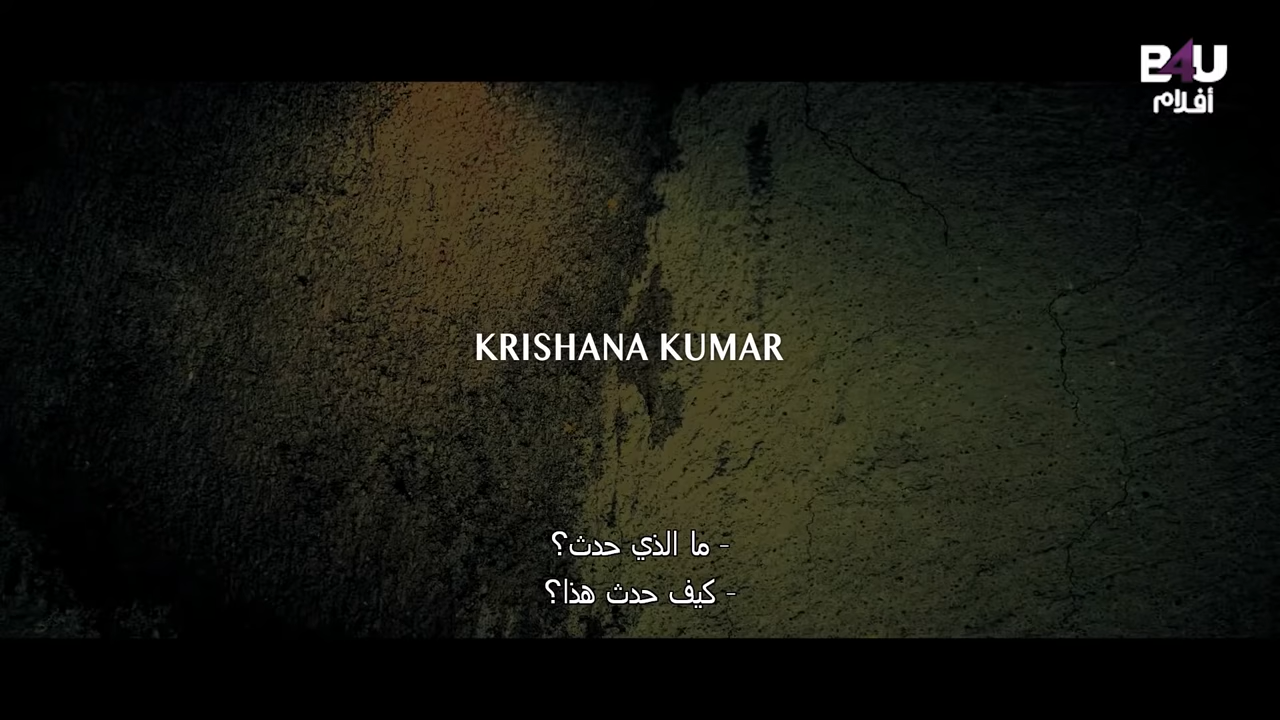 B4U
أفلام
KRISHANA KUMAR
- ما الذي حدث؟
- كيف حدث هذا؟